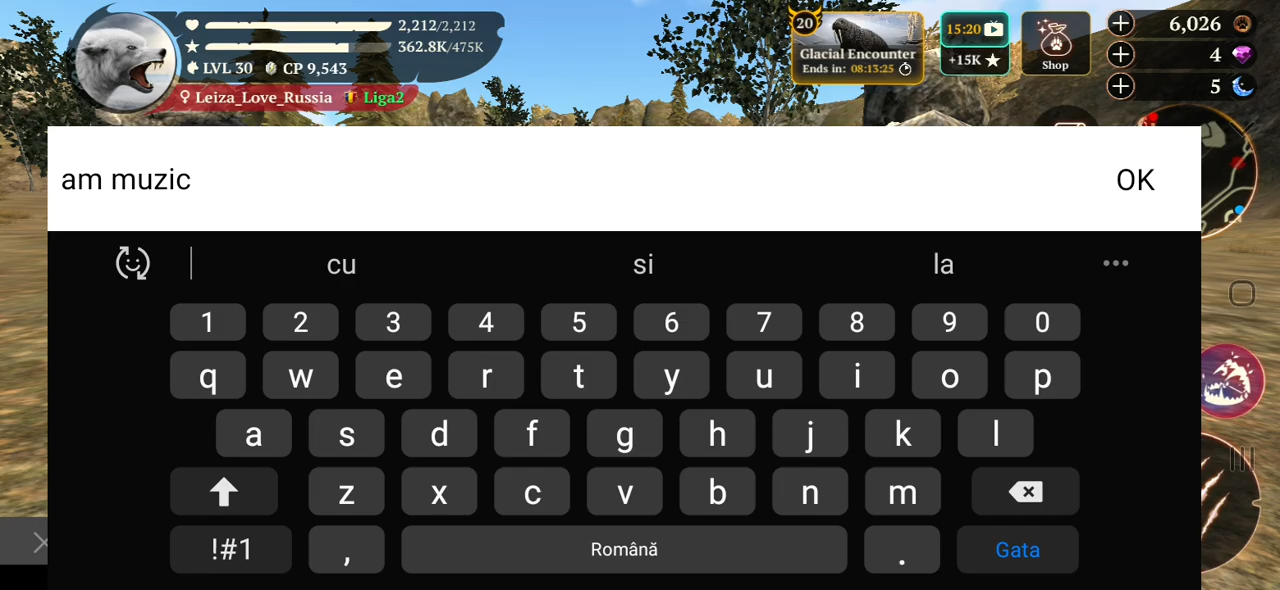 2,212/2,212
362.8K/475K
LVL 30 CP 9,543
Leiza_Love_Russia Liga2
20
Glacial Encounter
Ends in: 08:13:25
15:20
+15K
Shop
6,026
4
5
am muzic OK
cu si la
1 2 3 4 5 6 7 8 9 0
q w e r t y u i o p
a s d f g h j k l
z x c v b n m
!#1 , Română . Gata